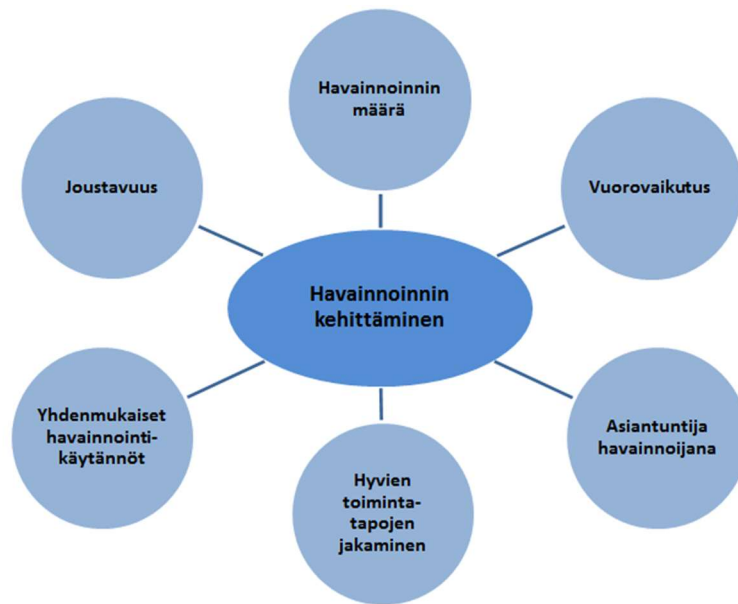 Havainnoinnin
määrä
Joustavuus
Vuorovaikutus
Havainnoinnin
kehittäminen
Yhdenmukaiset
havainnointi-
käytännöt
Asiantuntija
havainnoijana
Hyvien
toiminta-
tapojen
jakaminen